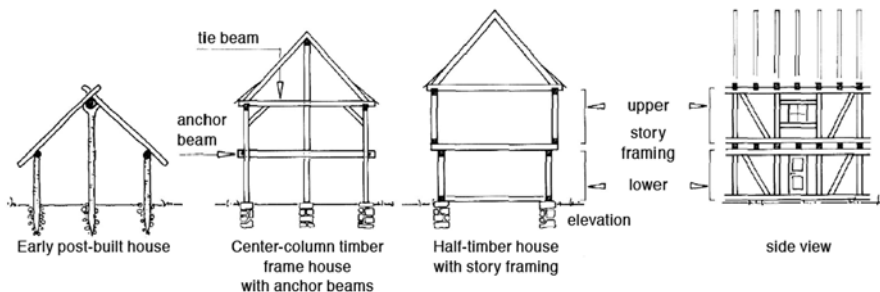 tie beam
anchor
beam
upper
story
framing
lower
elevation
Early post-built house
Center-column timber
frame house
with anchor beams
Half-timber house
with story framing
side view